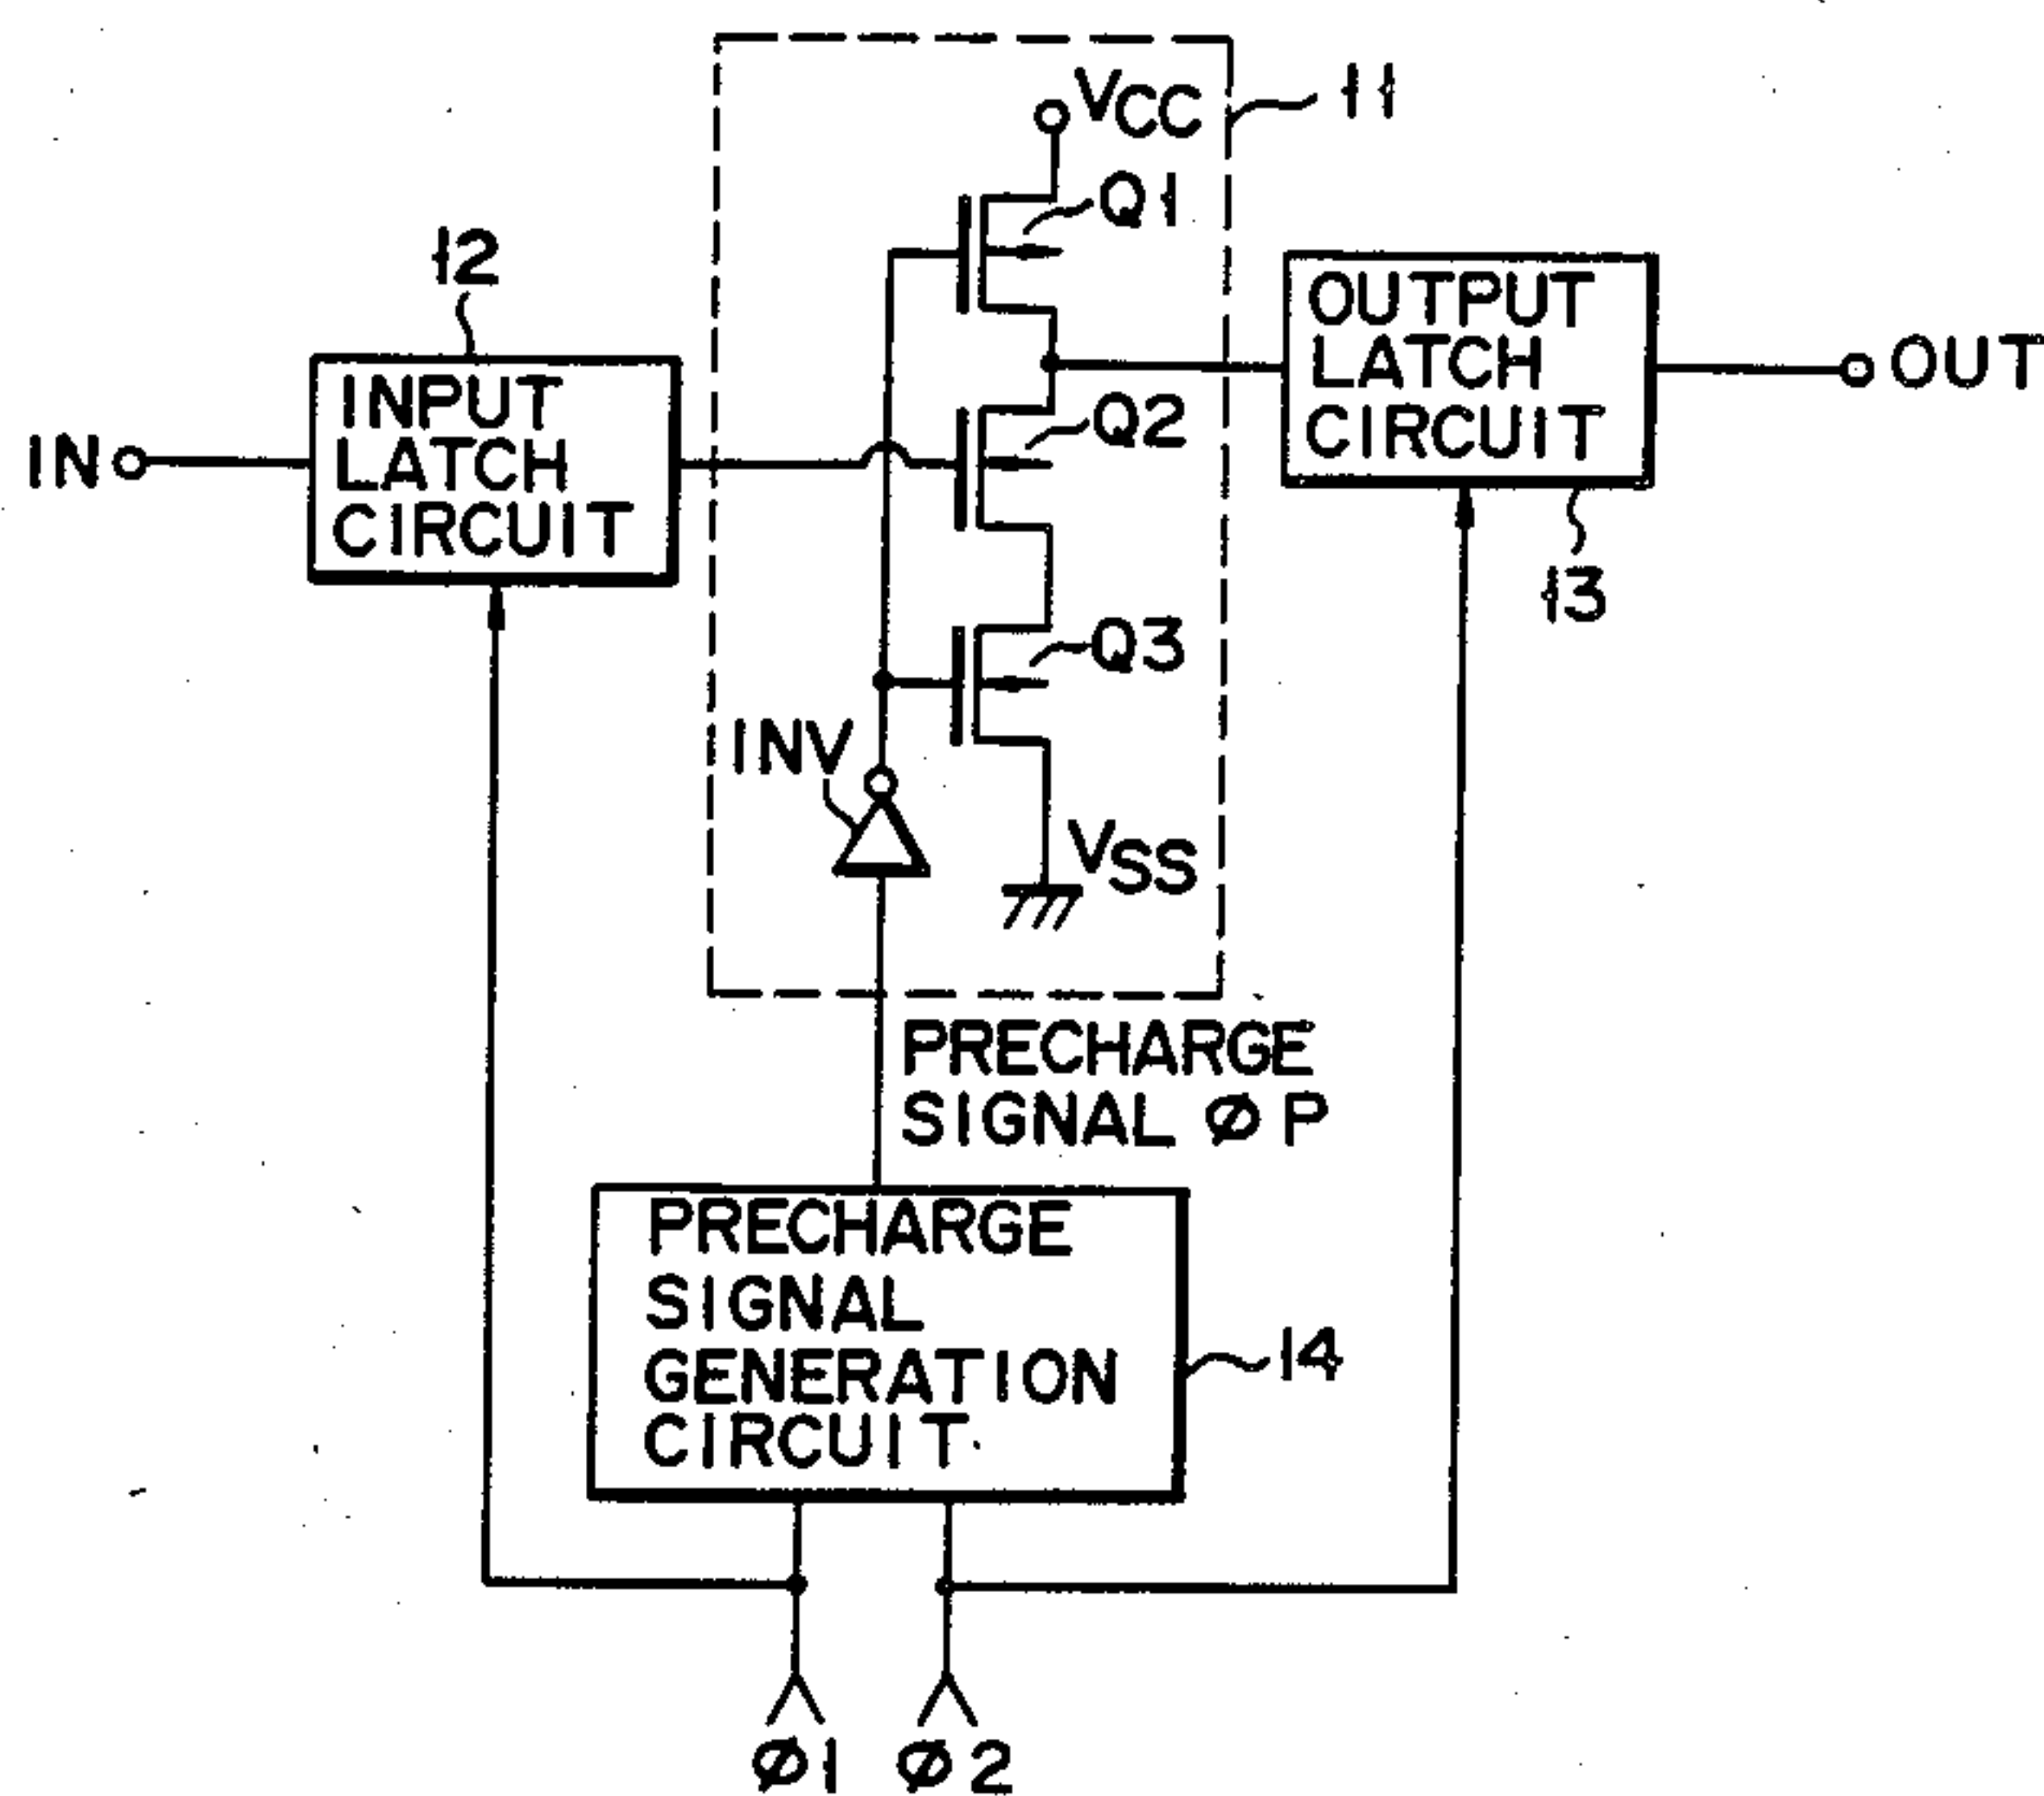 VCC
11
Q1
12
INPUT
LATCH
CIRCUIT
IN
OUTPUT
LATCH
CIRCUIT
OUT
Q2
13
Q3
INV
VSS
PRECHARGE
SIGNAL ØP
PRECHARGE
SIGNAL
GENERATION
CIRCUIT
14
Ø1
Ø2